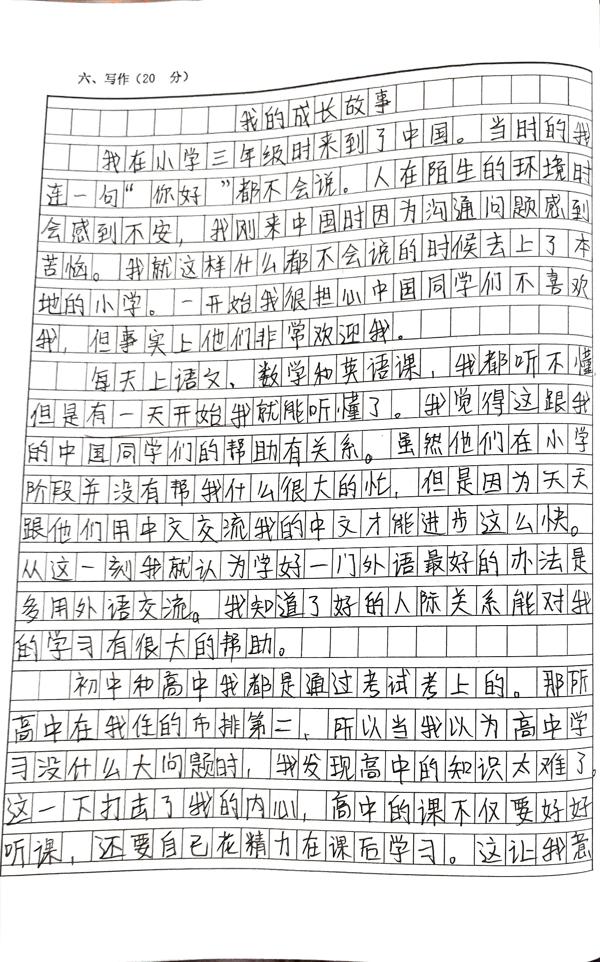 六、写作（20 分）
我的成长故事
我在小学三年级时来到了中国。当时的我
连一句“你好”都不会说。人在陌生的环境时
会感到不安，我刚来中国时因为沟通问题感到
苦恼。我就这样什么都不会说的时候去上了本
地的小学。一开始我很担心中国同学们不喜欢
我，但事实上他们非常欢迎我。
每天上语文、数学和英语课，我都听不懂
但是有一天开始我就能听懂了。我觉得这跟我
的中国同学们的帮助有关系。虽然他们在小学
阶段并没有帮我什么很大的忙，但是因为天天
跟他们用中文交流我的中文才能进步这么快。
从这一刻我就认为学好一门外语最好的办法是
多用外语交流。我知道了好的人际关系能对我
的学习有很大的帮助。
初中和高中我都是通过考试考上的。那所
高中在我住的市排第二，所以当我以为高中学
习没什么大问题时，我发现高中的知识太难了。
这一下打击了我的内心，高中的课不仅要好好
听课，还要自己花精力在课后学习。这让我意